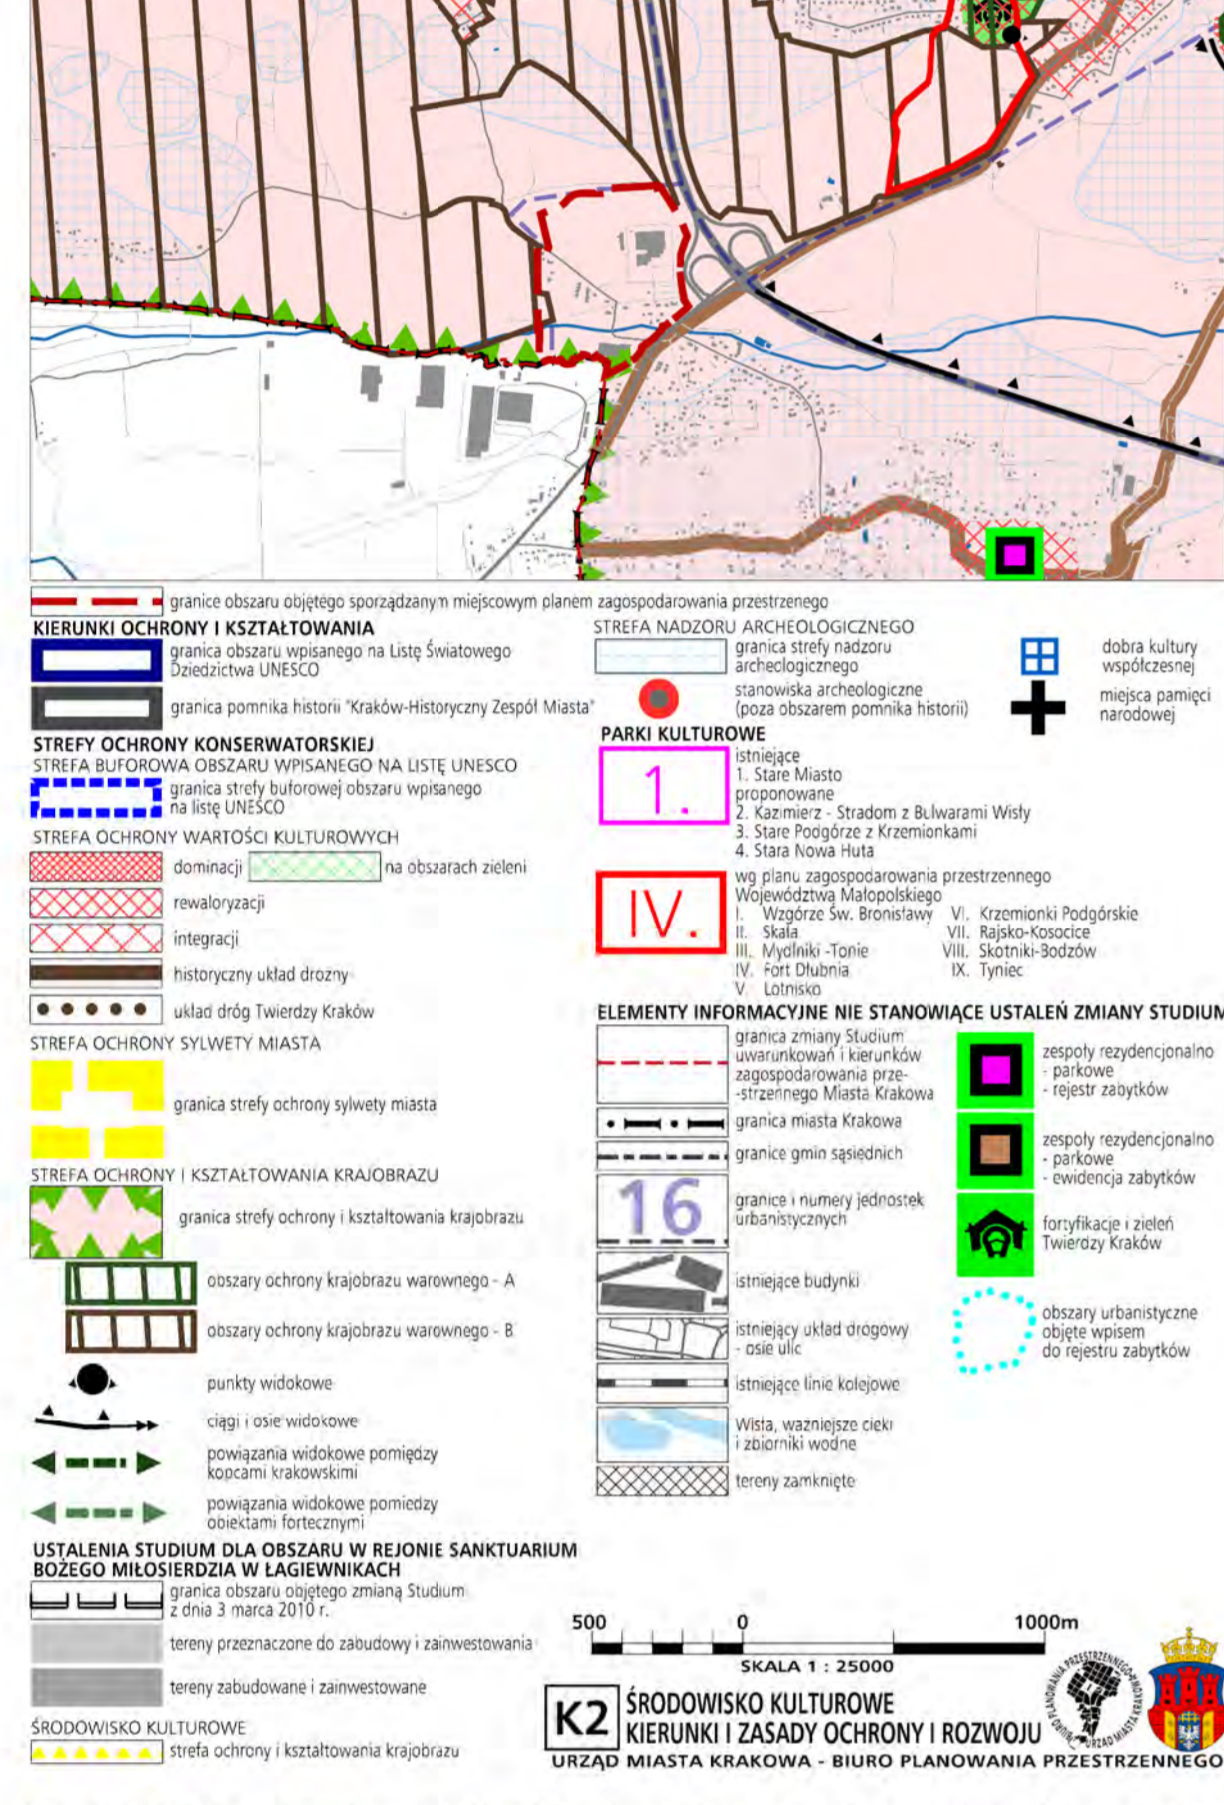 granice obszaru objętego sporządzanym miejscowym planem zagospodarowania przestrzenego
KIERUNKI OCHRONY I KSZTAŁTOWANIA
granica obszaru wpisanego na Listę Światowego
Dziedzictwa UNESCO
granica pomnika historii "Kraków-Historyczny Zespół Miasta"
STREFY OCHRONY KONSERWATORSKIEJ
STREFA BUFOROWA OBSZARU WPISANEGO NA LISTĘ UNESCO
granica strefy buforowej obszaru wpisanego
na listę UNESCO
STREFA OCHRONY WARTOŚCI KULTUROWYCH
dominacji
na obszarach zieleni
rewaloryzacji
integracji
historyczny układ drożny
układ dróg Twierdzy Kraków
STREFA OCHRONY SYLWETY MIASTA
granica strefy ochrony sylwety miasta
STREFA OCHRONY I KSZTAŁTOWANIA KRAJOBRAZU
granica strefy ochrony i kształtowania krajobrazu
obszary ochrony krajobrazu warownego - A
obszary ochrony krajobrazu warownego - B
punkty widokowe
ciągi i osie widokowe
powiązania widokowe pomiędzy
kopcami krakowskimi
powiązania widokowe pomiedzy
obiektami fortecznymi
USTALENIA STUDIUM DLA OBSZARU W REJONIE SANKTUARIUM
BOŻEGO MIŁOSIERDZIA W ŁAGIEWNIKACH
granica obszaru objętego zmianą Studium
z dnia 3 marca 2010 r.
tereny przeznaczone do zabudowy i zainwestowania
tereny zabudowane i zainwestowane
ŚRODOWISKO KULTUROWE
strefa ochrony i kształtowania krajobrazu
STREFA NADZORU ARCHEOLOGICZNEGO
granica strefy nadzoru
archeologicznego
stanowiska archeologiczne
(poza obszarem pomnika historii)
dobra kultury
współczesnej
miejsca pamięci
narodowej
PARKI KULTUROWE
1.
istniejące
1. Stare Miasto
proponowane
2. Kazimierz - Stradom z Bulwarami Wisły
3. Stare Podgórze z Krzemionkami
4. Stara Nowa Huta
IV.
wg planu zagospodarowania przestrzennego
Województwa Małopolskiego
I. Wzgórze Św. Bronisławy
II. Skała
III. Mydlniki -Tonie
IV. Fort Dłubnia
V. Lotnisko
VI. Krzemionki Podgórskie
VII. Rajsko-Kosocice
VIII. Skotniki-Bodzów
IX. Tyniec
ELEMENTY INFORMACYJNE NIE STANOWIĄCE USTALEŃ ZMIANY STUDIUM
granica zmiany Studium
uwarunkowań i kierunków
zagospodarowania prze-
-strzennego Miasta Krakowa
granica miasta Krakowa
granice gmin sąsiednich
16
granice i numery jednostek
urbanistycznych
istniejące budynki
istniejący układ drogowy
- osie ulic
istniejące linie kolejowe
Wisła, ważniejsze cieki
i zbiorniki wodne
tereny zamknięte
zespoły rezydencjonalno
- parkowe
- rejestr zabytków
zespoły rezydencjonalno
- parkowe
- ewidencja zabytków
fortyfikacje i zieleń
Twierdzy Kraków
obszary urbanistyczne
objęte wpisem
do rejestru zabytków
500 0 1000m
SKALA 1 : 25000
K2
ŚRODOWISKO KULTUROWE
KIERUNKI I ZASADY OCHRONY I ROZWOJU
BIURO PLANOWANIA PRZESTRZENNEGO
URZĄD MIASTA KRAKOWA
URZĄD MIASTA KRAKOWA - BIURO PLANOWANIA PRZESTRZENNEGO